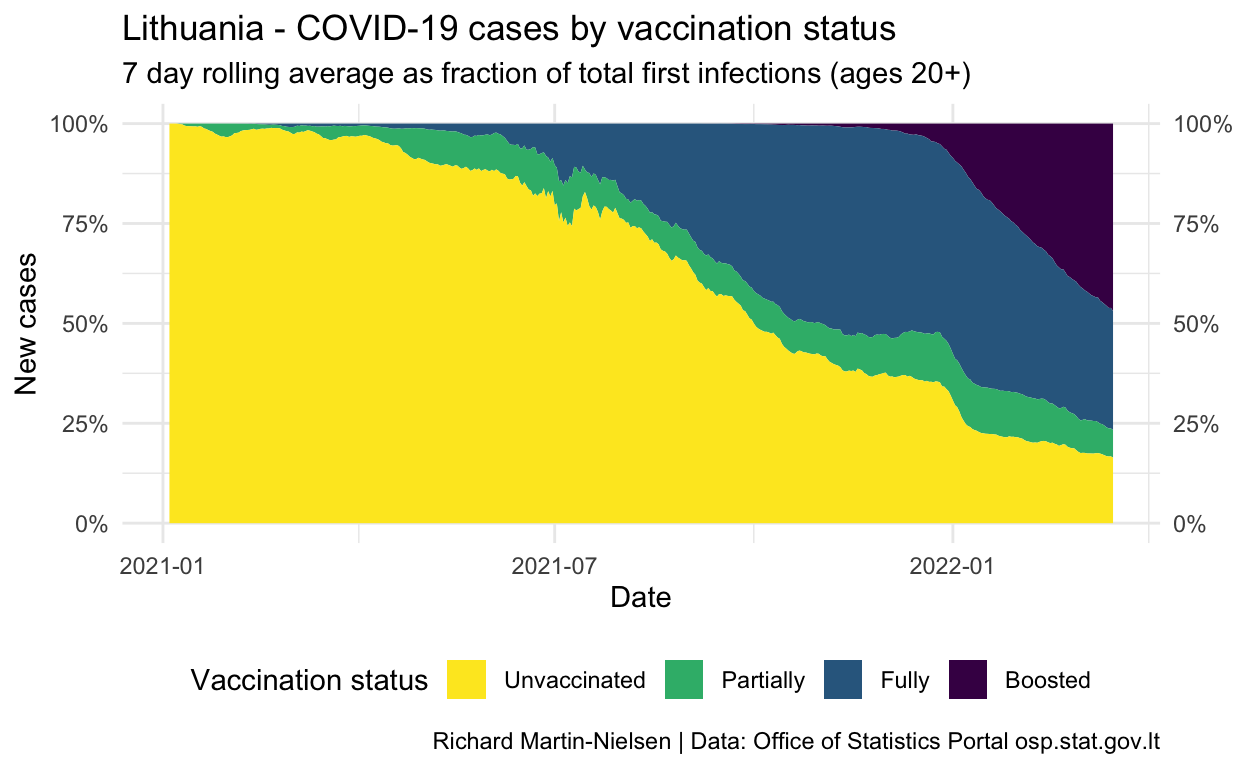 Lithuania - COVID-19 cases by vaccination status
7 day rolling average as fraction of total first infections (ages 20+)
New cases
100%
75%
50%
25%
0%
100%
75%
50%
25%
0%
2021-01 2021-07 2022-01
Date
Vaccination status Unvaccinated Partially Fully Boosted
Richard Martin-Nielsen | Data: Office of Statistics Portal osp.stat.gov.lt